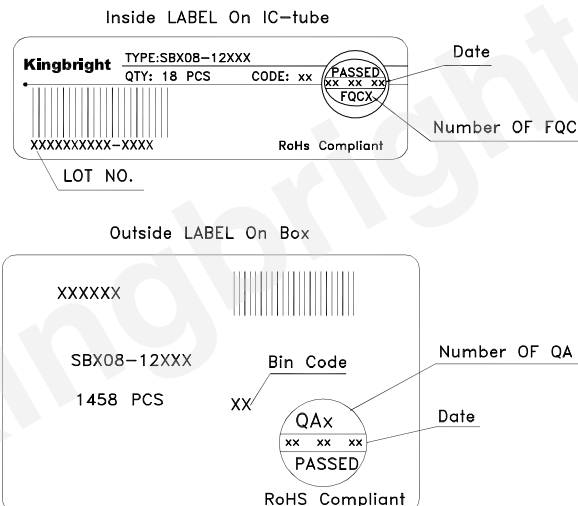 Inside LABEL On IC-tube
Kingbright
TYPE:SBX08-12XXX
QTY: 18 PCS CODE: xx
PASSED
xx xx xx
FQCX
Date
Number OF FQC
XXXXXXXXXX-XXXX
RoHs Compliant
LOT NO.
Outside LABEL On Box
XXXXXX
SBX08-12XXX
Bin Code
Number OF QA
1458 PCS
XX
QAx
Date
xx xx xx
PASSED
RoHS Compliant
Kingbright